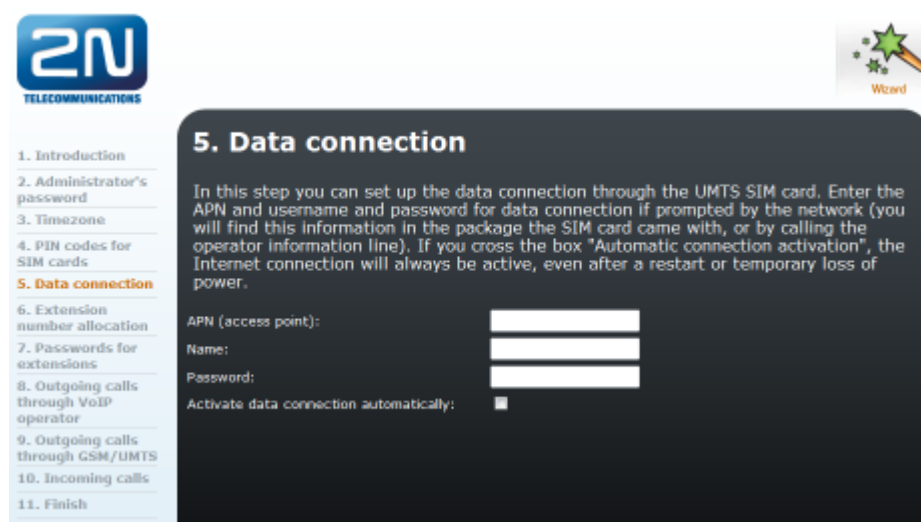 2N
TELECOMMUNICATIONS
Wizard
1. Introduction
2. Administrator's
password
3. Timezone
4. PIN codes for
SIM cards
5. Data connection
6. Extension
number allocation
7. Passwords for
extensions
8. Outgoing calls
through VoIP
operator
9. Outgoing calls
through GSM/UMTS
10. Incoming calls
11. Finish
5. Data connection
In this step you can set up the data connection through the UMTS SIM card. Enter the
APN and username and password for data connection if prompted by the network (you
will find this information in the package the SIM card came with, or by calling the
operator information line). If you cross the box "Automatic connection activation", the
Internet connection will always be active, even after a restart or temporary loss of
power.
APN (access point):
Name:
Password:
Activate data connection automatically: